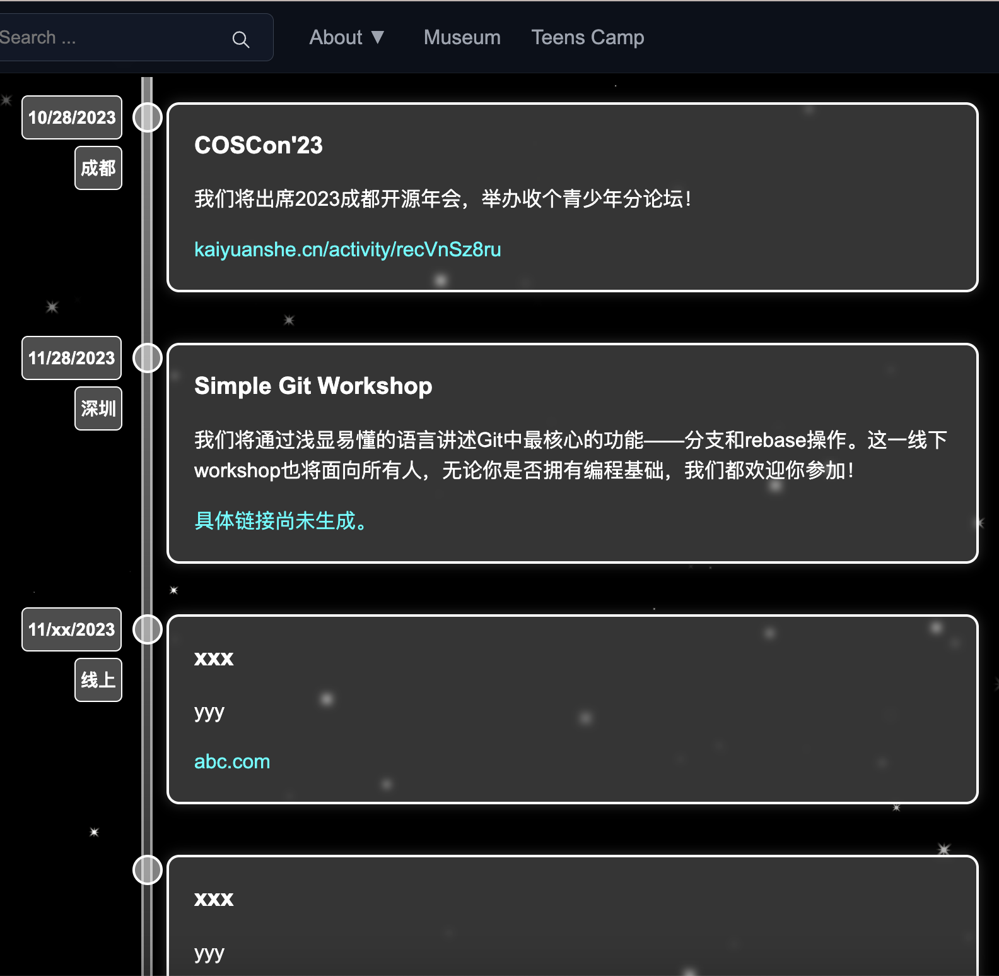 Search ...
About ▼
Museum
Teens Camp
10/28/2023
成都
COSCon'23
我们将出席2023成都开源年会，举办收个青少年分论坛！
kaiyuanshe.cn/activity/recVnSz8ru
11/28/2023
深圳
Simple Git Workshop
我们将通过浅显易懂的语言讲述Git中最核心的功能——分支和rebase操作。这一线下
workshop也将面向所有人，无论你是否拥有编程基础，我们都欢迎你参加！
具体链接尚未生成。
11/xx/2023
线上
xxx
yyy
abc.com
xxx
yyy